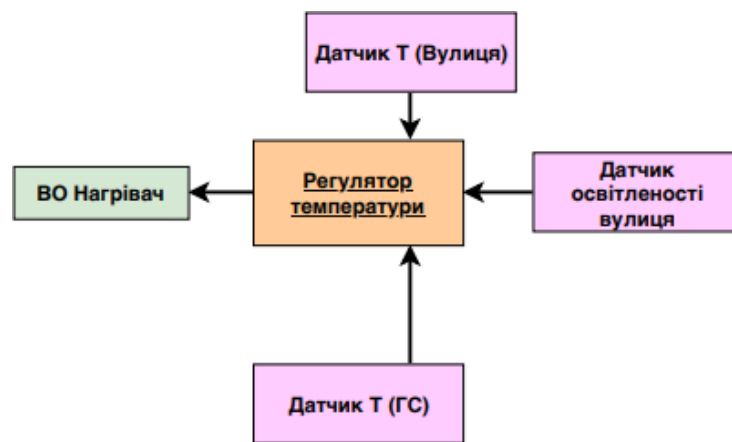 Датчик Т (Вулиця)
ВО Нагрівач
Регулятор
температури
Датчик
освітленості
вулиця
Датчик Т (ГС)